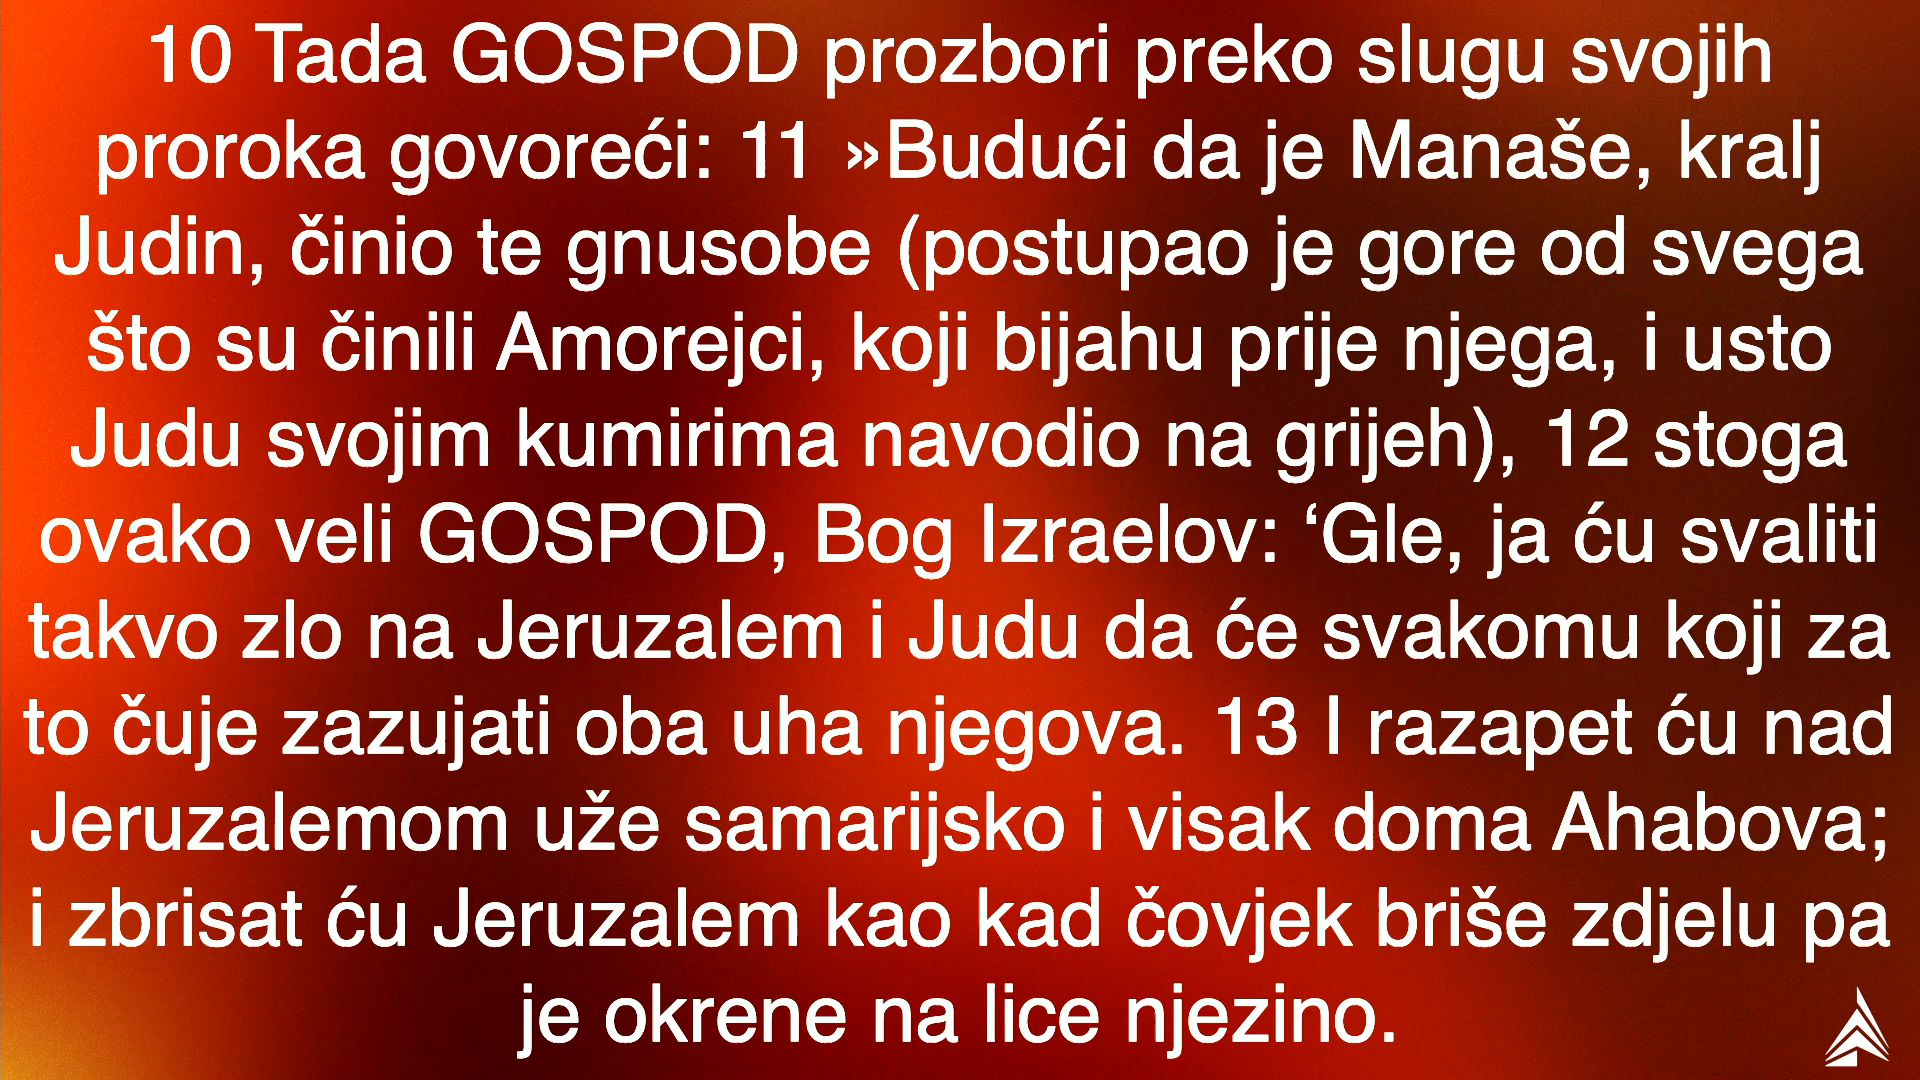 10 Tada GOSPOD prozbori preko slugu svojih
proroka govoreći: 11 »Budući da je Manaše, kralj
Judin, činio te gnusobe (postupao je gore od svega
što su činili Amorejci, koji bijahu prije njega, i usto
Judu svojim kumirima navodio na grijeh), 12 stoga
ovako veli GOSPOD, Bog Izraelov: ‘Gle, ja ću svaliti
takvo zlo na Jeruzalem i Judu da će svakomu koji za
to čuje zazujati oba uha njegova. 13 I razapet ću nad
Jeruzalemom uže samarijsko i visak doma Ahabova;
i zbrisat ću Jeruzalem kao kad čovjek briše zdjelu pa
je okrene na lice njezino.